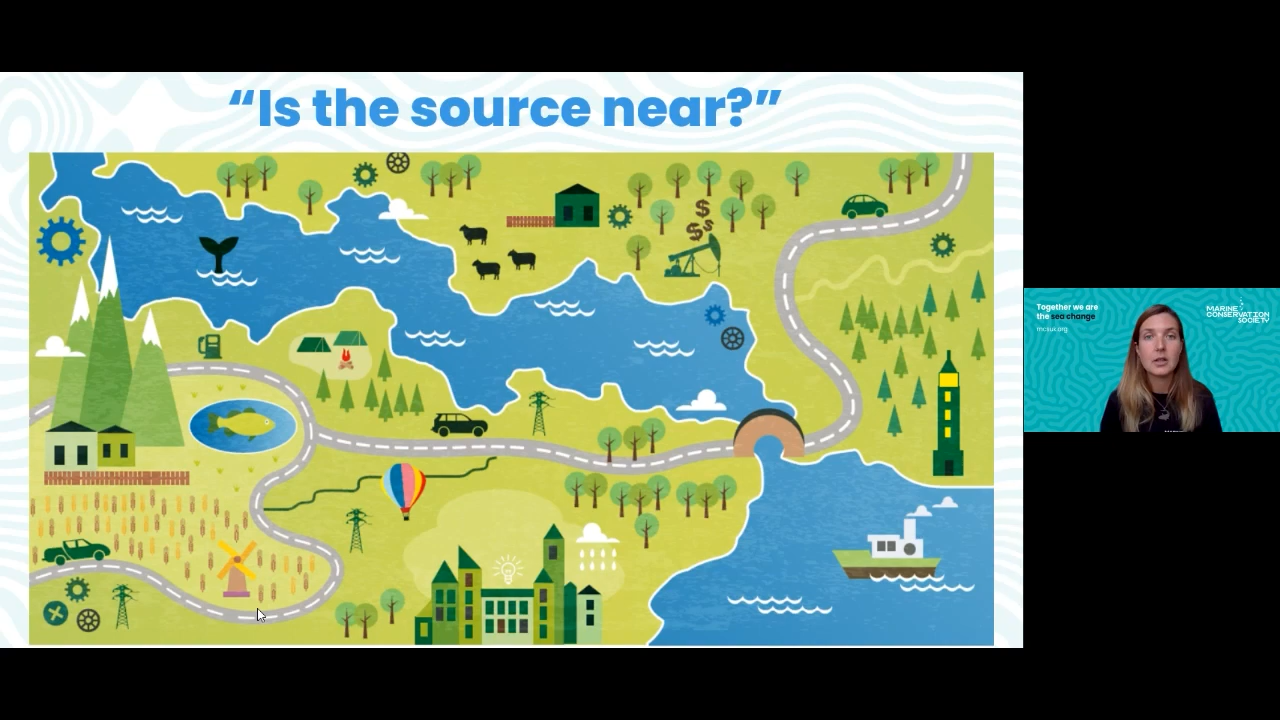 “Is the source near?”
$
$
$
Together we are
the sea change
mcsuk.org
MARINE
CONSERVATION
SOCIETY